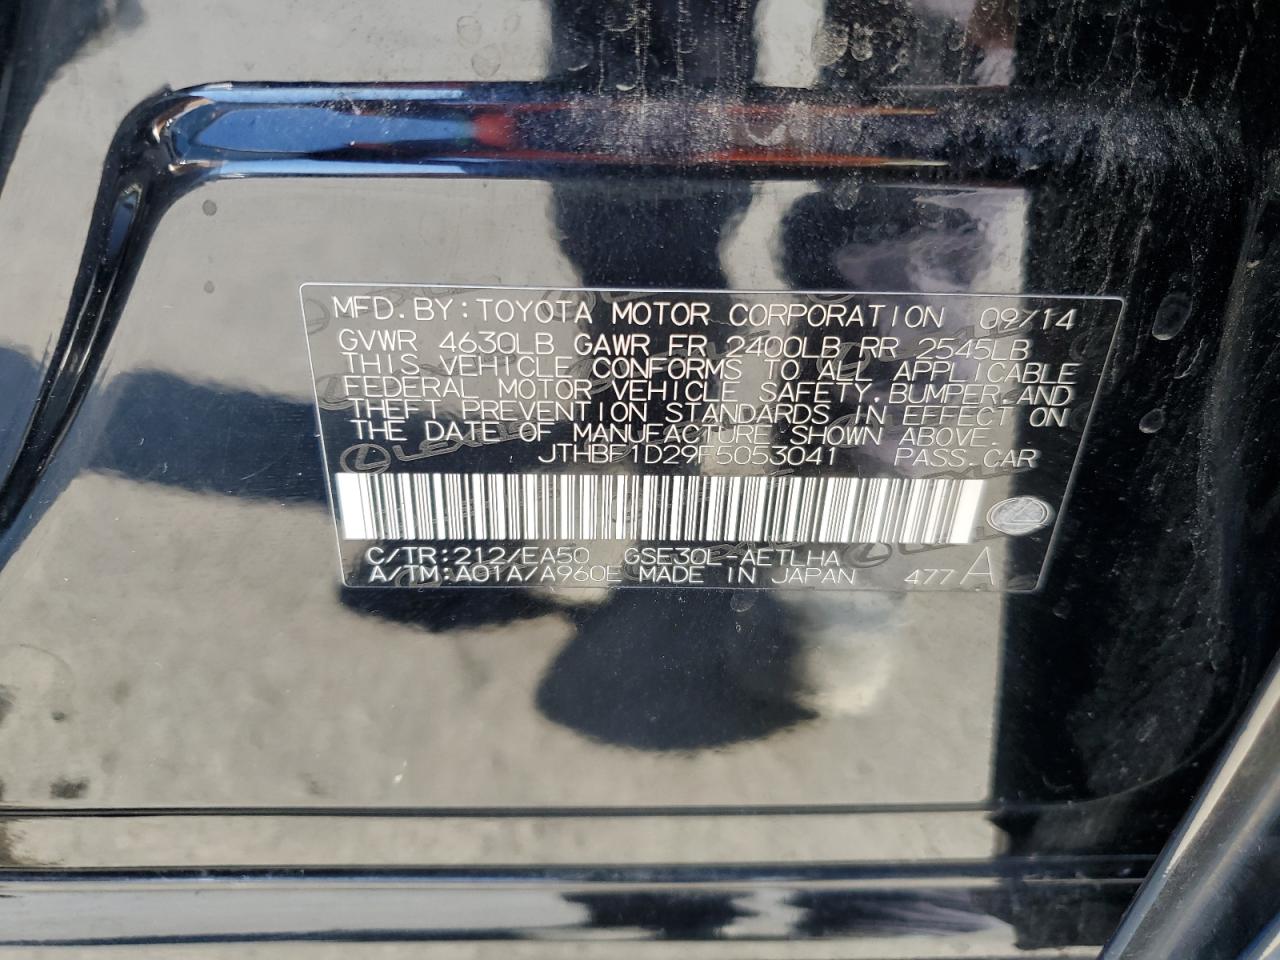 MFD. BY: TOYOTA MOTOR CORPORATION 09/14
GVWR 4630LB GAWR FR 2400LB RR 2545LB
THIS VEHICLE CONFORMS TO ALL APPLICABLE
FEDERAL MOTOR VEHICLE SAFETY, BUMPER, AND
THEFT PREVENTION STANDARDS IN EFFECT ON
THE DATE OF MANUFACTURE SHOWN ABOVE.
JTHBF1D29F5053041 PASS. CAR
C/TR: 212/EA50 GSE30L-AETLHA
A/TM: A01A/A960E MADE IN JAPAN 477 A
LEXUS